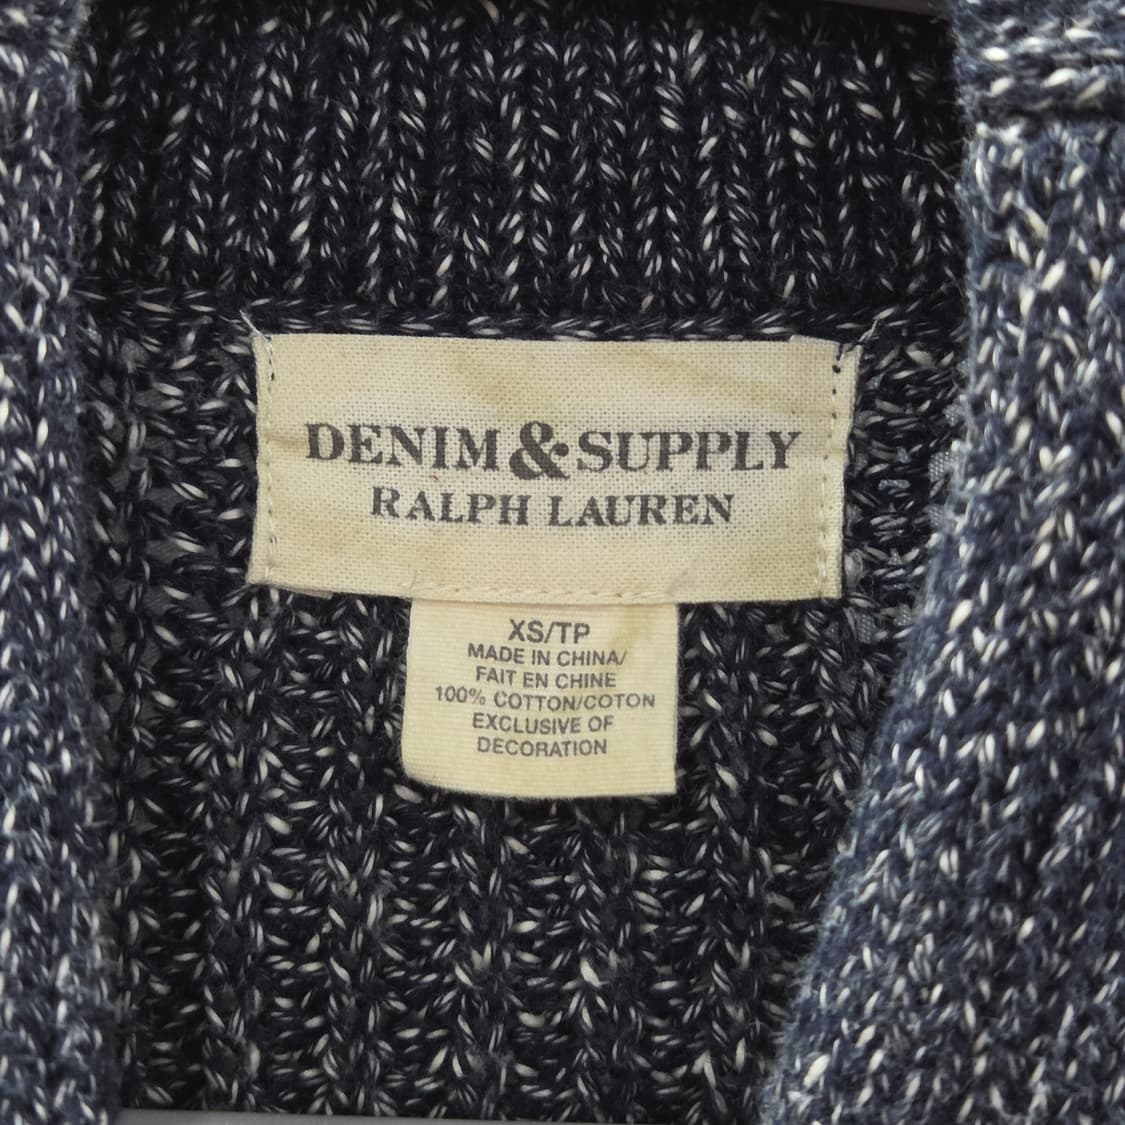 DENIM&SUPPLY
RALPH LAUREN
XS/TP
MADE IN CHINA/
FAIT EN CHINE
100% COTTON/COTON
EXCLUSIVE OF
DECORATION